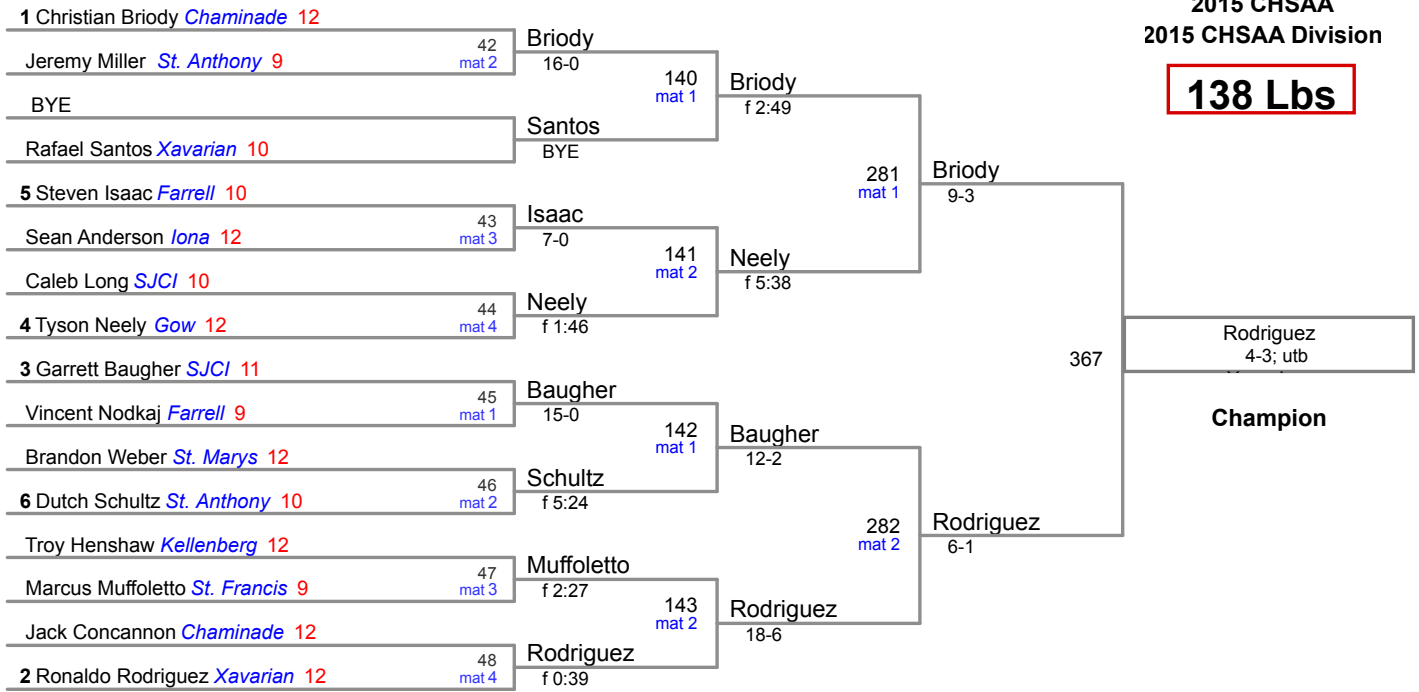 2015 CHSAA
2015 CHSAA Division
138 Lbs
1 Christian Briody Chaminade 12
Jeremy Miller St. Anthony 9
BYE
Rafael Santos Xavarian 10
5 Steven Isaac Farrell 10
Sean Anderson Iona 12
Caleb Long SJCI 10
4 Tyson Neely Gow 12
3 Garrett Baugher SJCI 11
Vincent Nodkaj Farrell 9
Brandon Weber St. Marys 12
6 Dutch Schultz St. Anthony 10
Troy Henshaw Kellenberg 12
Marcus Muffoletto St. Francis 9
Jack Concannon Chaminade 12
2 Ronaldo Rodriguez Xavarian 12
42
mat 2
43
mat 3
44
mat 4
45
mat 1
46
mat 2
47
mat 3
48
mat 4
Briody
16-0
Santos
BYE
Isaac
7-0
Neely
f 1:46
Baugher
15-0
Schultz
f 5:24
Muffoletto
f 2:27
Rodriguez
f 0:39
140
mat 1
141
mat 2
142
mat 1
143
mat 2
Briody
f 2:49
Neely
f 5:38
Baugher
12-2
Rodriguez
18-6
281
mat 1
282
mat 2
Briody
9-3
Rodriguez
6-1
367
Rodriguez
4-3; utb
Champion